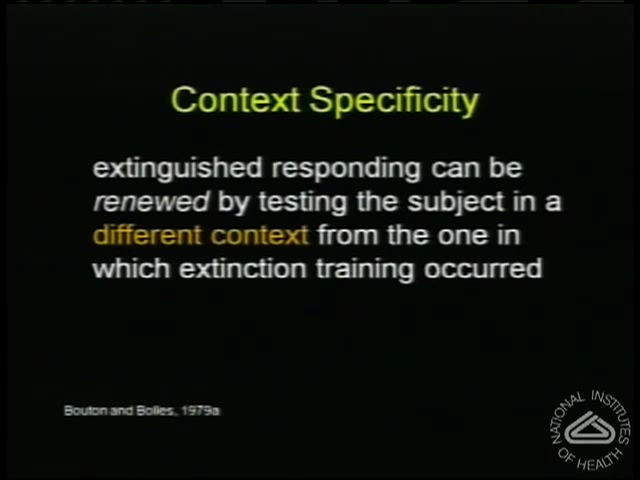 Context Specificity
extinguished responding can be
renewed by testing the subject in a
different context from the one in
which extinction training occurred
Bouton and Bolles, 1979a
NATIONAL INSTITUTES
OF HEALTH